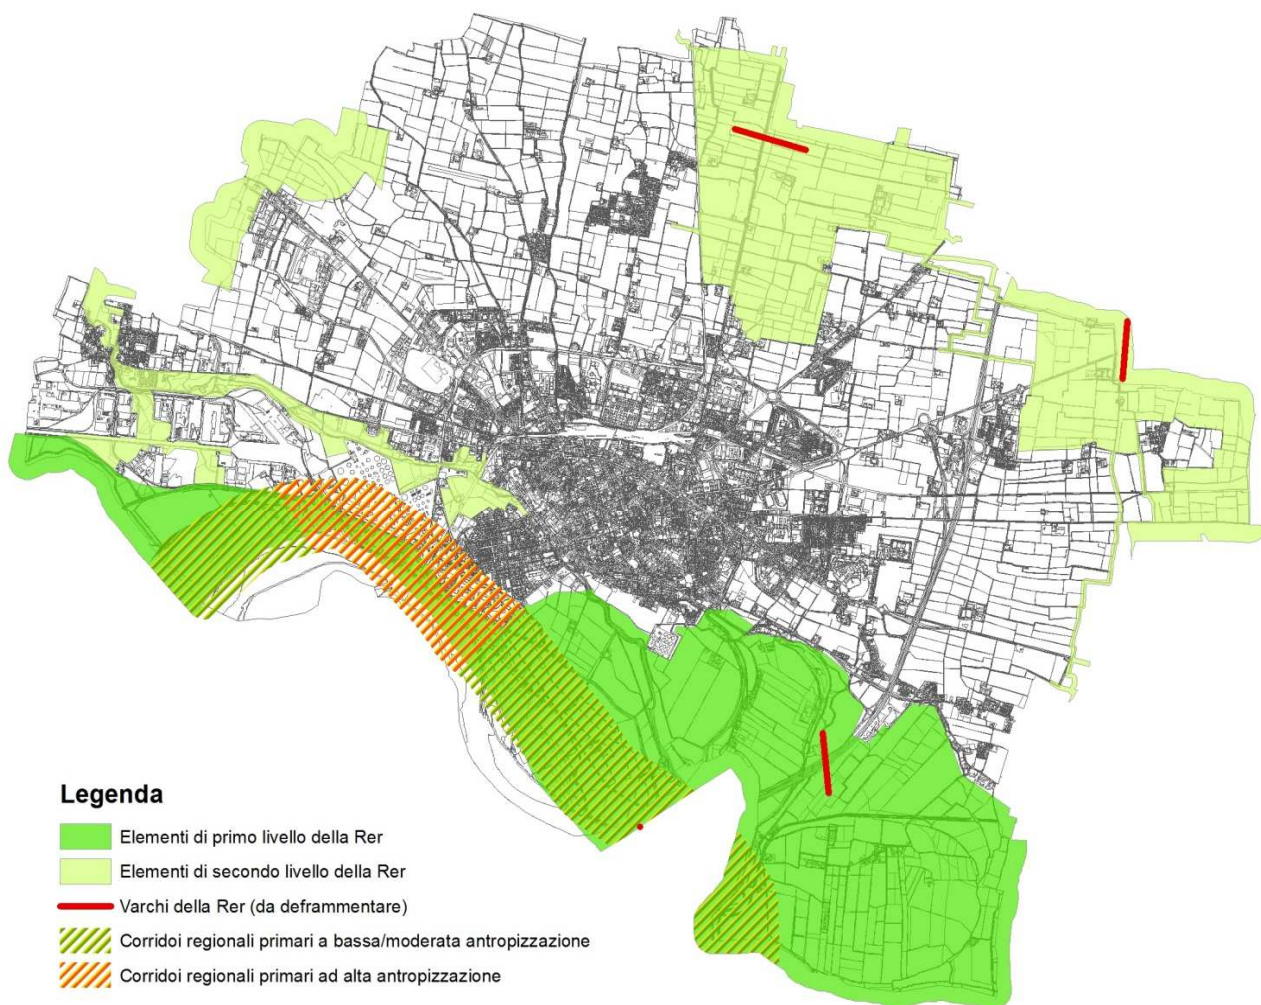 Legenda
Elementi di primo livello della Rer
Elementi di secondo livello della Rer
Varchi della Rer (da deframmentare)
Corridoi regionali primari a bassa/moderata antropizzazione
Corridoi regionali primari ad alta antropizzazione